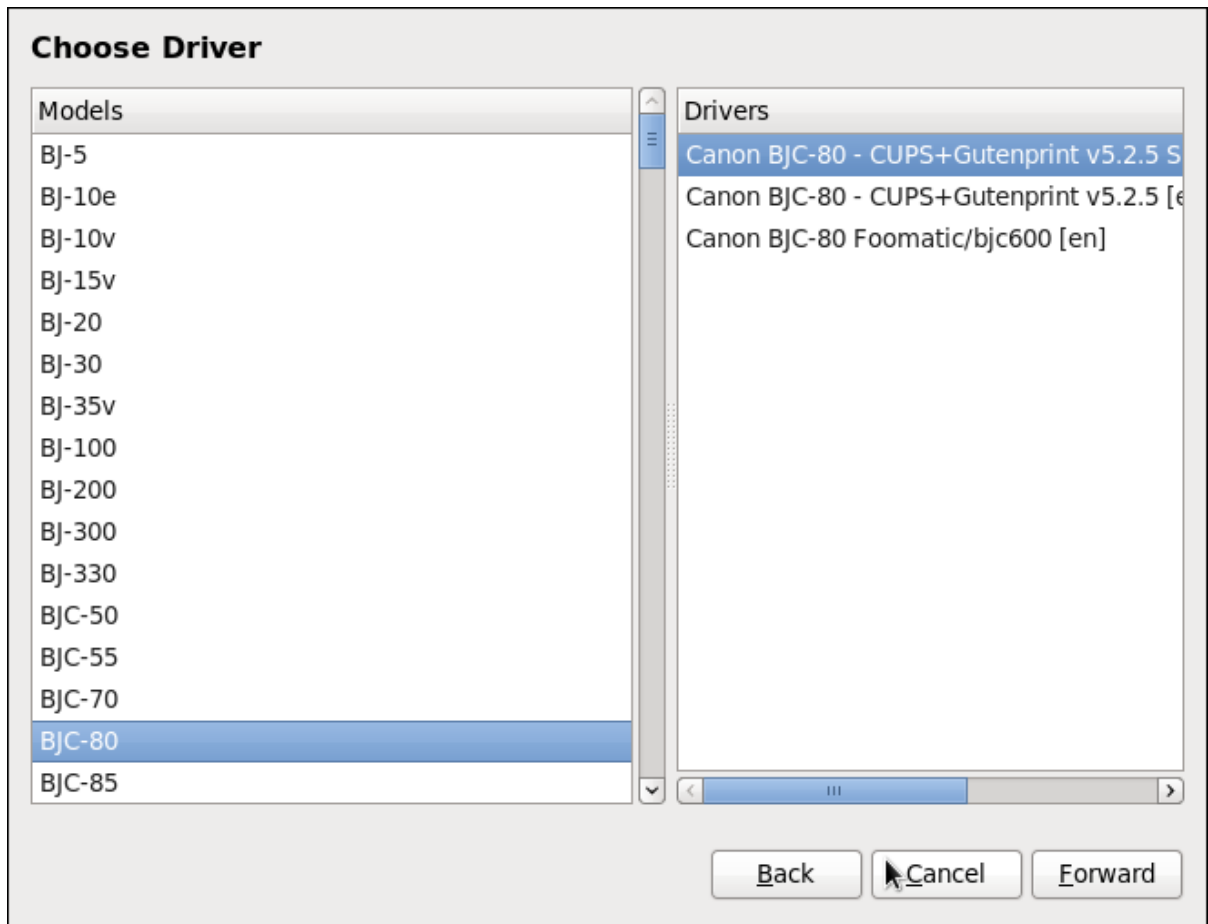 Choose Driver
Models
BJ-5
BJ-10e
BJ-10v
BJ-15v
BJ-20
BJ-30
BJ-35v
BJ-100
BJ-200
BJ-300
BJ-330
BJC-50
BJC-55
BJC-70
BJC-80
BJC-85
Drivers
Canon BJC-80 - CUPS+Gutenprint v5.2.5 S
Canon BJC-80 - CUPS+Gutenprint v5.2.5 [e
Canon BJC-80 Foomatic/bjc600 [en]
Back
Cancel
Forward